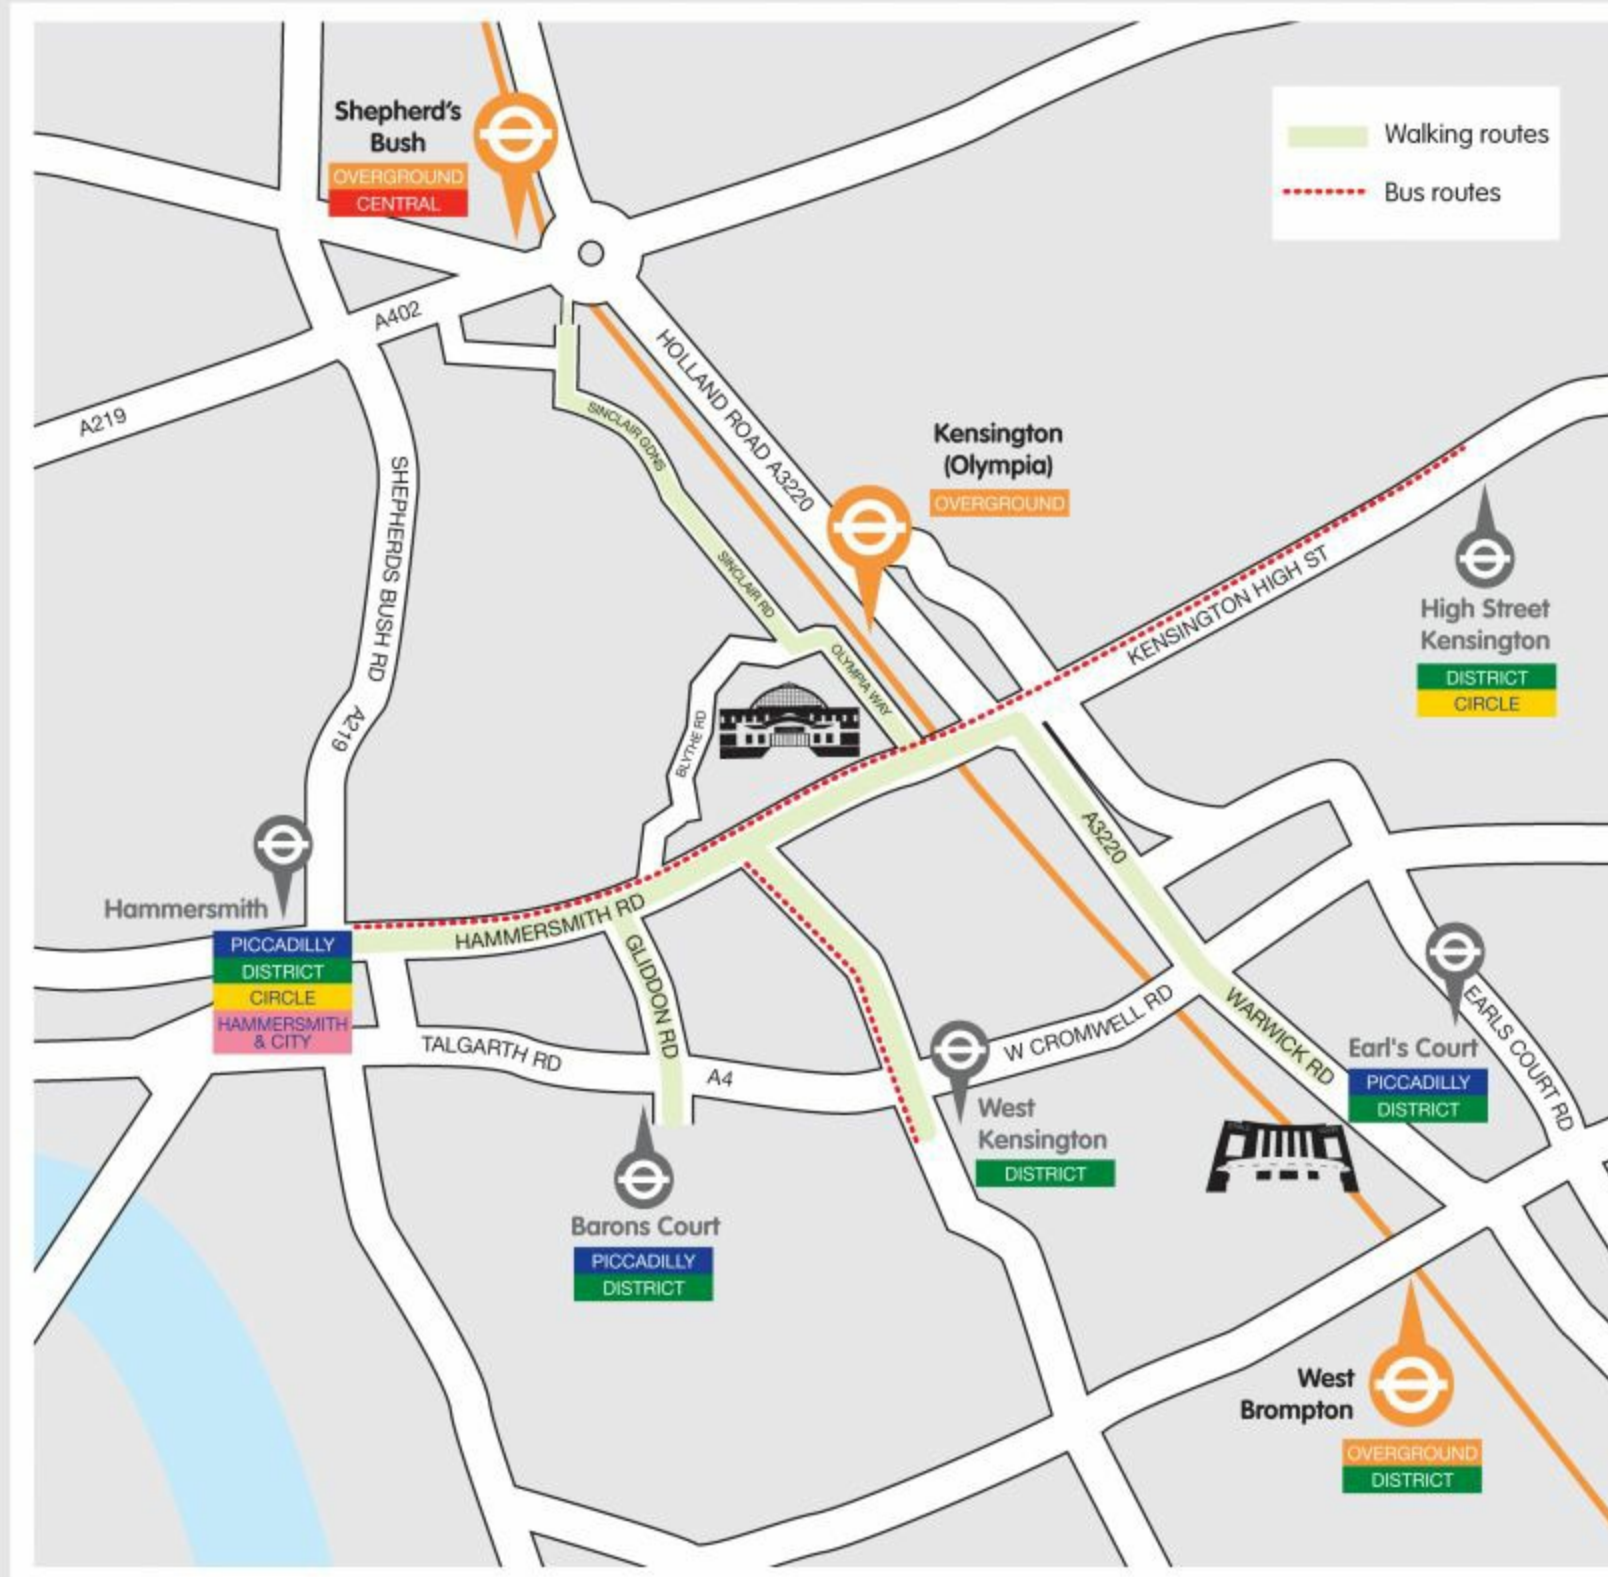 Shepherd's
Bush
OVERGROUND
CENTRAL
Walking routes
Bus routes
A402
A219
HOLLAND ROAD A3220
SINCLAIR GDNS
Kensington
(Olympia)
OVERGROUND
SHEPHERDS BUSH RD
SINCLAIR RD
KENSINGTON HIGH ST
High Street
Kensington
DISTRICT
CIRCLE
OLYMPIA WAY
A219
BLYTHE RD
A3220
Hammersmith
PICCADILLY
DISTRICT
CIRCLE
HAMMERSMITH
& CITY
HAMMERSMITH RD
GLIDDON RD
TALGARTH RD
A4
W CROMWELL RD
WARWICK RD
EARLS COURT RD
Earl's Court
PICCADILLY
DISTRICT
West
Kensington
DISTRICT
Barons Court
PICCADILLY
DISTRICT
West
Brompton
OVERGROUND
DISTRICT